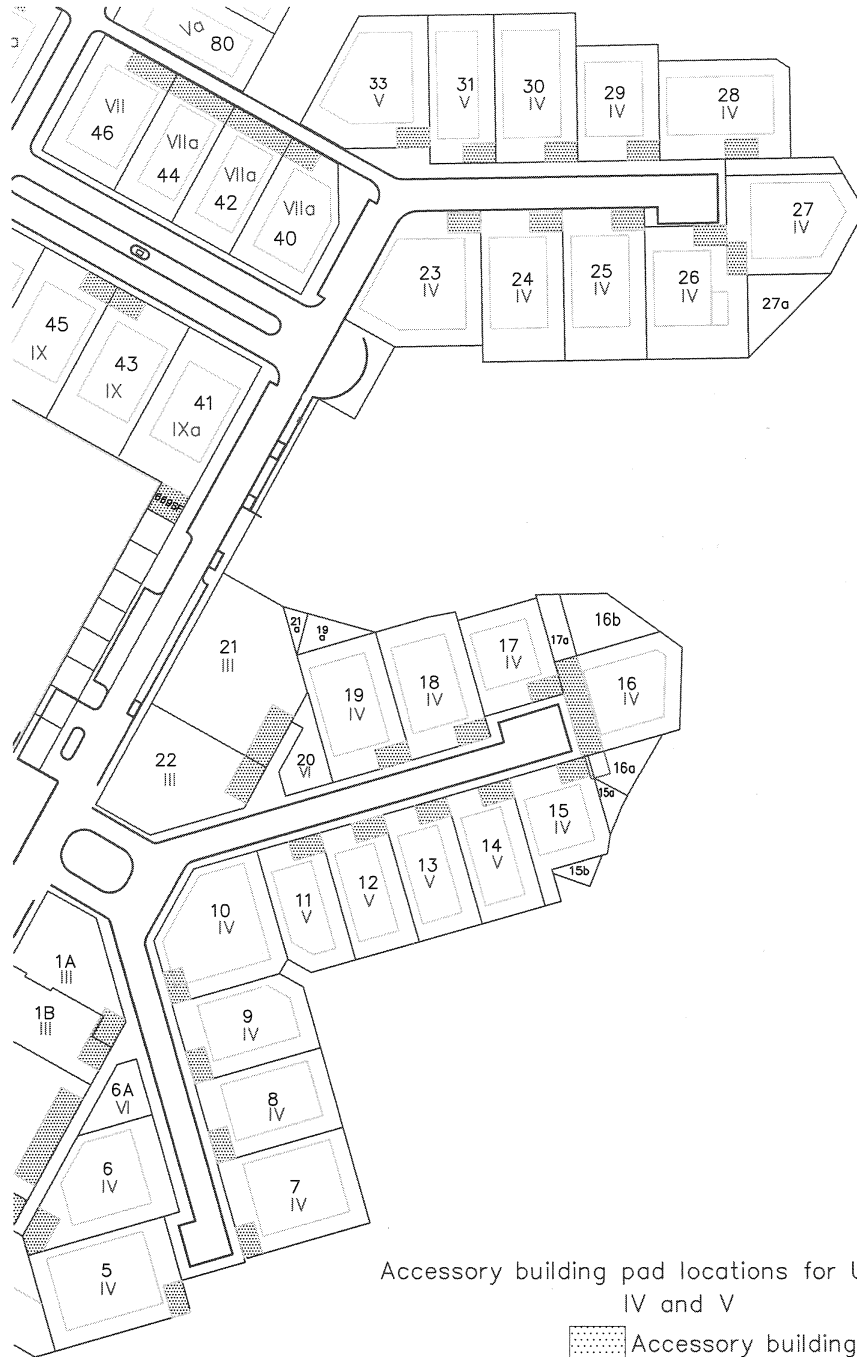 a
Va
80
33
V
31
V
30
IV
29
IV
28
IV
VII
46
VIIa
44
VIIa
42
VIIa
40
27
IV
23
IV
24
IV
25
IV
26
IV
27a
45
IX
43
IX
41
IXa
21
III
21
a
19
a
17a
16b
17
IV
18
IV
19
IV
16
IV
22
III
20
VI
16a
15a
15
IV
15b
14
V
13
V
12
V
11
V
10
IV
1A
III
1B
III
9
IV
6A
VI
8
IV
6
IV
7
IV
5
IV
Accessory building pad locations for
IV and V
Accessory building